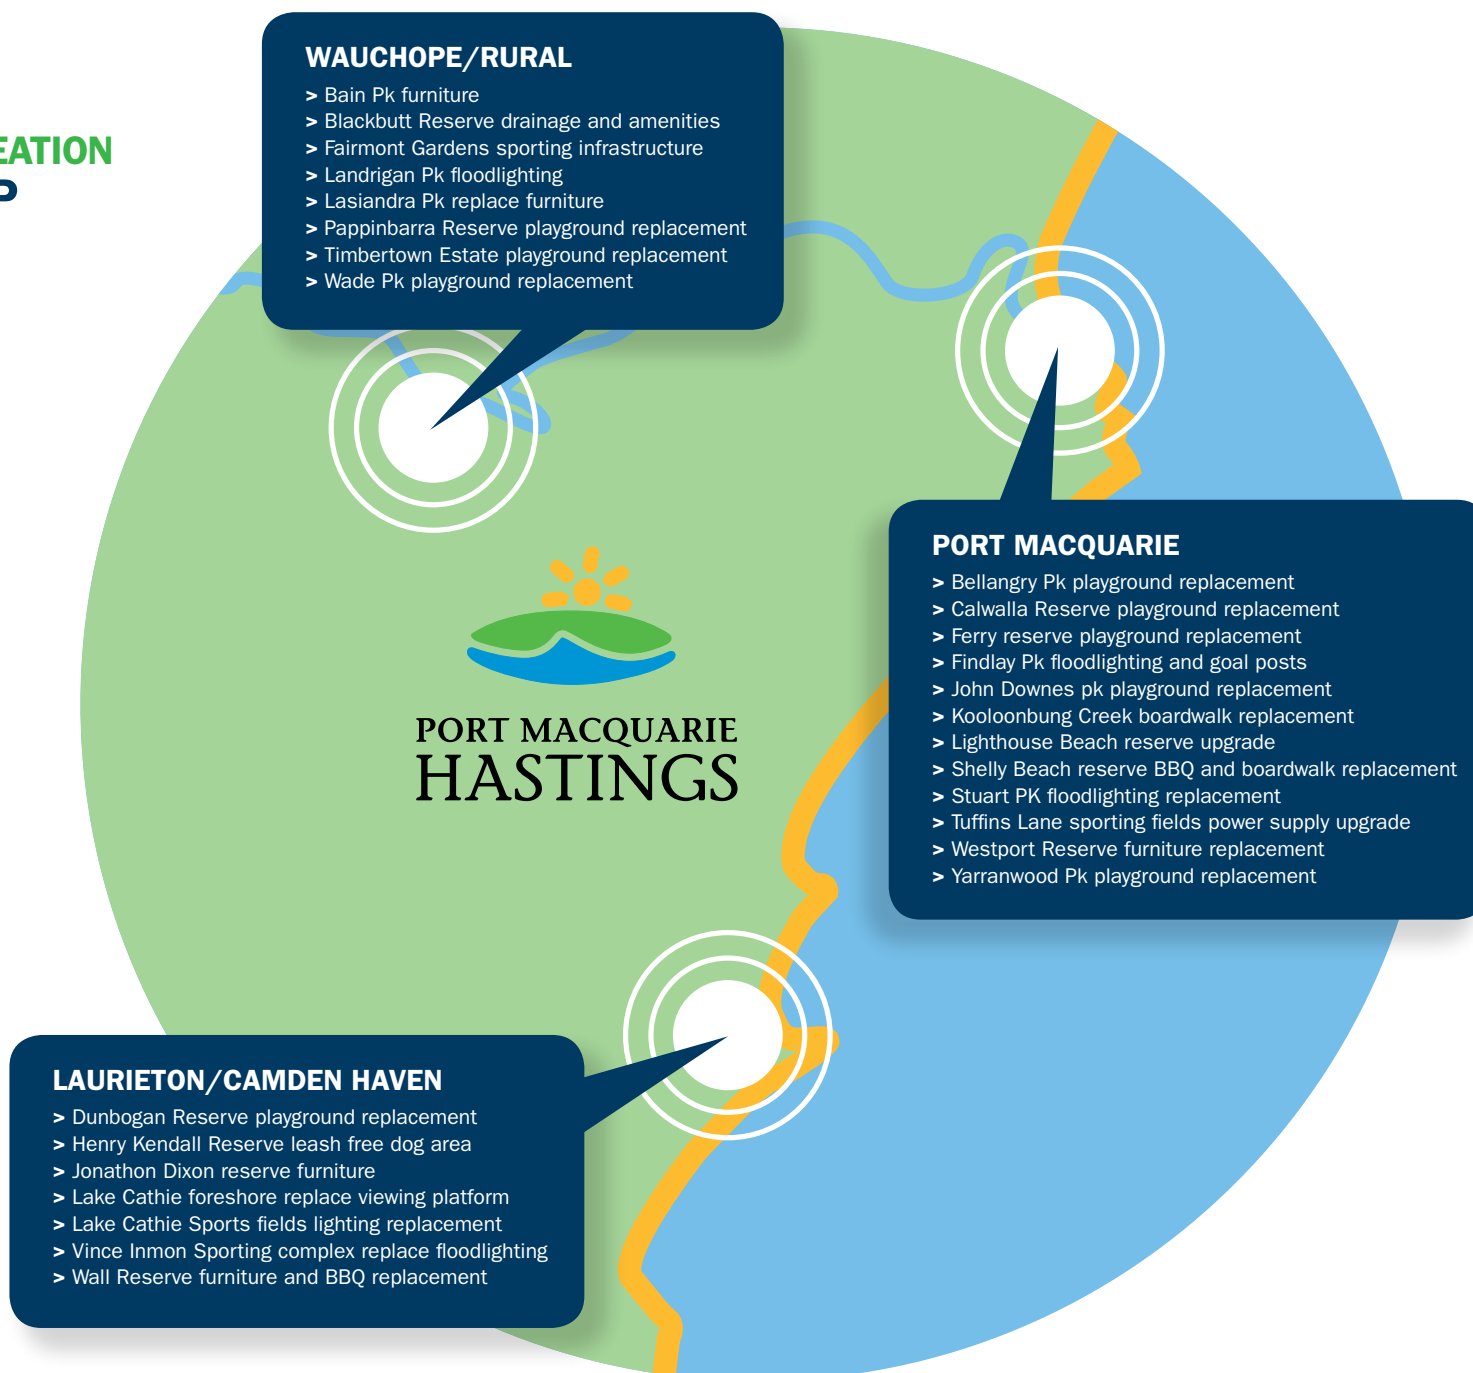 EATION
P
WAUCHOPE/RURAL
> Bain Pk furniture
> Blackbutt Reserve drainage and amenities
> Fairmont Gardens sporting infrastructure
> Landrigan Pk floodlighting
> Lasiandra Pk replace furniture
> Pappinbarra Reserve playground replacement
> Timbertown Estate playground replacement
> Wade Pk playground replacement
PORT MACQUARIE
> Bellangry Pk playground replacement
> Calwalla Reserve playground replacement
> Ferry reserve playground replacement
> Findlay Pk floodlighting and goal posts
> John Downes pk playground replacement
> Kooloonbung Creek boardwalk replacement
> Lighthouse Beach reserve upgrade
> Shelly Beach reserve BBQ and boardwalk replacement
> Stuart PK floodlighting replacement
> Tuffins Lane sporting fields power supply upgrade
> Westport Reserve furniture replacement
> Yarranwood Pk playground replacement
PORT MACQUARIE
HASTINGS
LAURIETON/CAMDEN HAVEN
> Dunbogan Reserve playground replacement
> Henry Kendall Reserve leash free dog area
> Jonathon Dixon reserve furniture
> Lake Cathie foreshore replace viewing platform
> Lake Cathie Sports fields lighting replacement
> Vince Inmon Sporting complex replace floodlighting
> Wall Reserve furniture and BBQ replacement